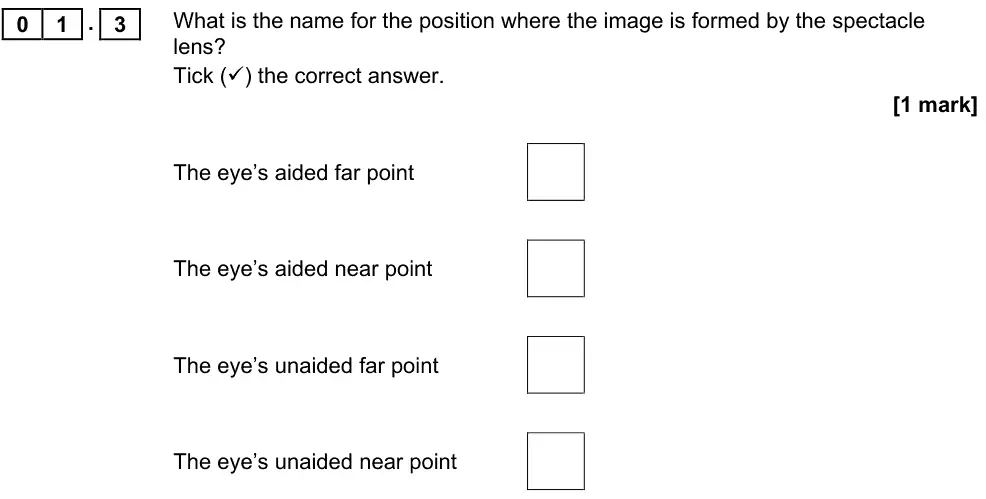 0 1 . 3 What is the name for the position where the image is formed by the spectacle
lens?
Tick (✓) the correct answer.
[1 mark]
The eye’s aided far point
The eye’s aided near point
The eye’s unaided far point
The eye’s unaided near point